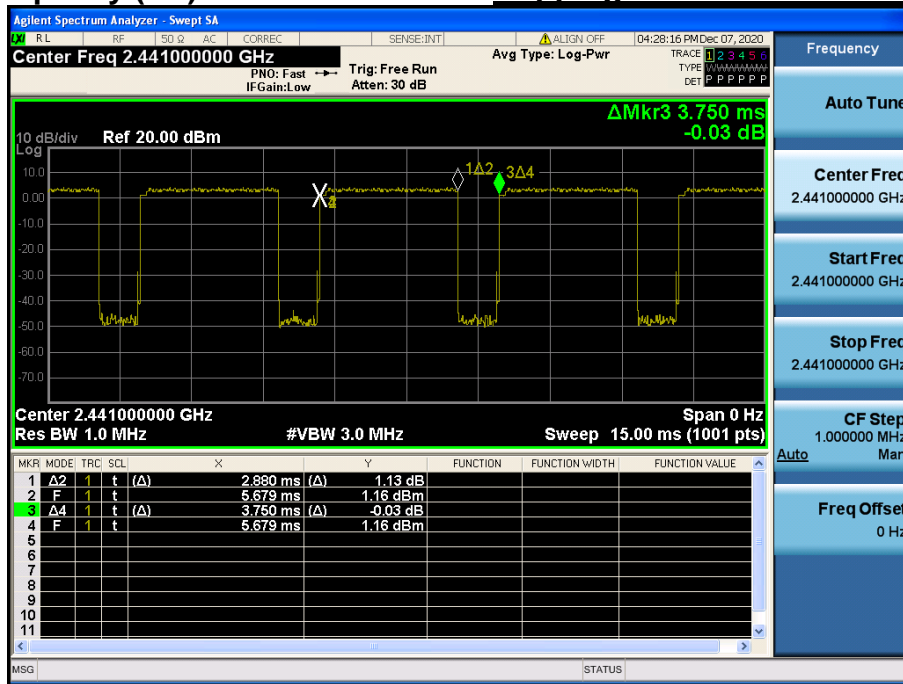 Agilent Spectrum Analyzer - Swept SA
LXI RL RF 50 Ω AC CORREC SENSE:INT ALIGN OFF 04:28:16 PM Dec 07, 2020
Center Freq 2.441000000 GHz
PNO: Fast
IFGain:Low
Trig: Free Run
Atten: 30 dB
Avg Type: Log-Pwr
TRACE 1 2 3 4 5 6
TYPE WWWWWW
DET P P P P P P
ΔMkr3 3.750 ms
-0.03 dB
10 dB/div Ref 20.00 dBm
Log
10.0
0.00
-10.0
-20.0
-30.0
-40.0
-50.0
-60.0
-70.0
1Δ2
3Δ4
X
Center 2.441000000 GHz Span 0 Hz
Res BW 1.0 MHz #VBW 3.0 MHz Sweep 15.00 ms (1001 pts)
MKR MODE TRC SCL X Y FUNCTION FUNCTION WIDTH FUNCTION VALUE
1 Δ2 1 t (Δ) 2.880 ms (Δ) 1.13 dB
2 F 1 t 5.679 ms 1.16 dBm
3 Δ4 1 t (Δ) 3.750 ms (Δ) -0.03 dB
4 F 1 t 5.679 ms 1.16 dBm
5
6
7
8
9
10
11
MSG STATUS
Frequency
Auto Tune
Center Freq
2.441000000 GHz
Start Freq
2.441000000 GHz
Stop Freq
2.441000000 GHz
CF Step
1.000000 MHz
Auto Man
Freq Offset
0 Hz